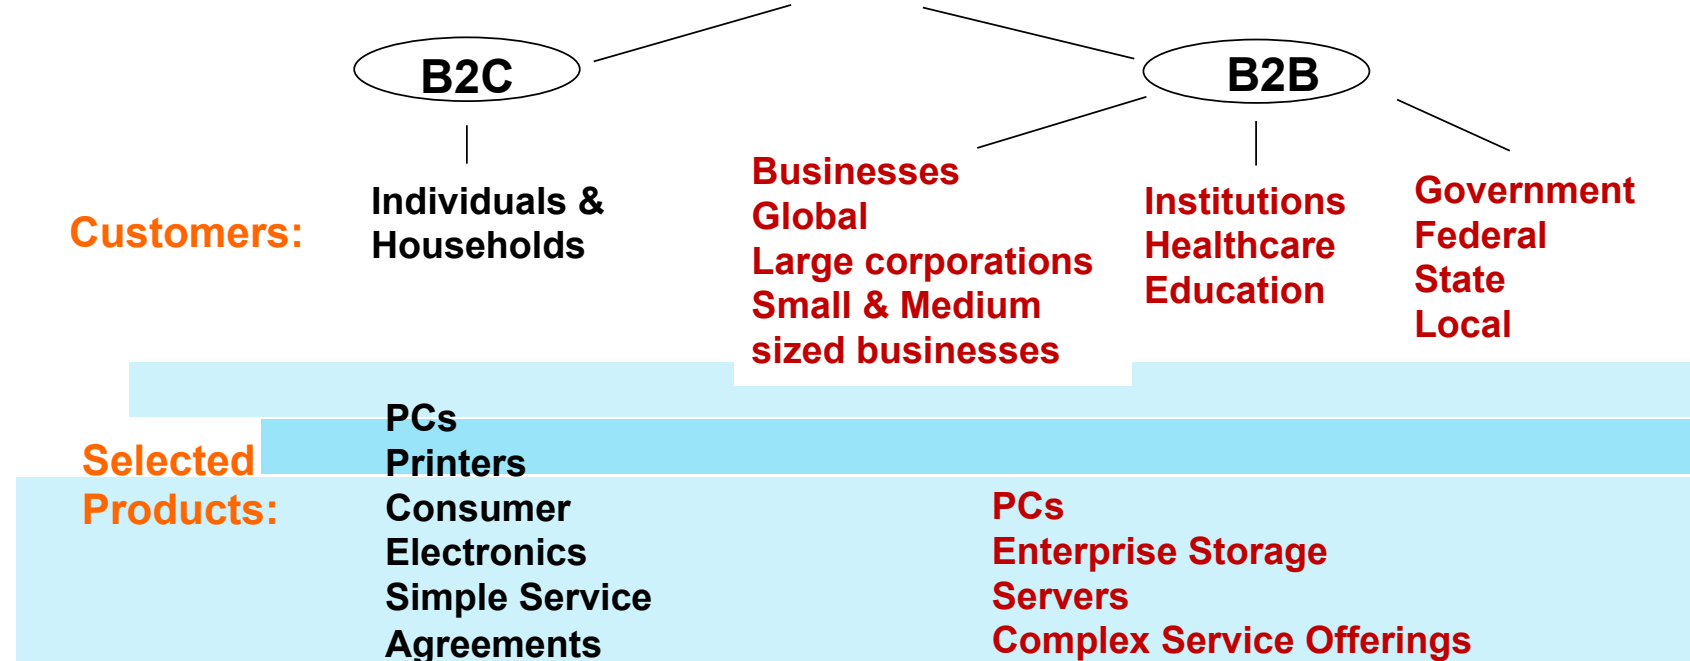 B2C
B2B
Customers:
Individuals &
Households
Businesses
Global
Large corporations
Small & Medium
sized businesses
Institutions
Healthcare
Education
Government
Federal
State
Local
Selected
Products:
PCs
Printers
Consumer
Electronics
Simple Service
Agreements
PCs
Enterprise Storage
Servers
Complex Service Offerings